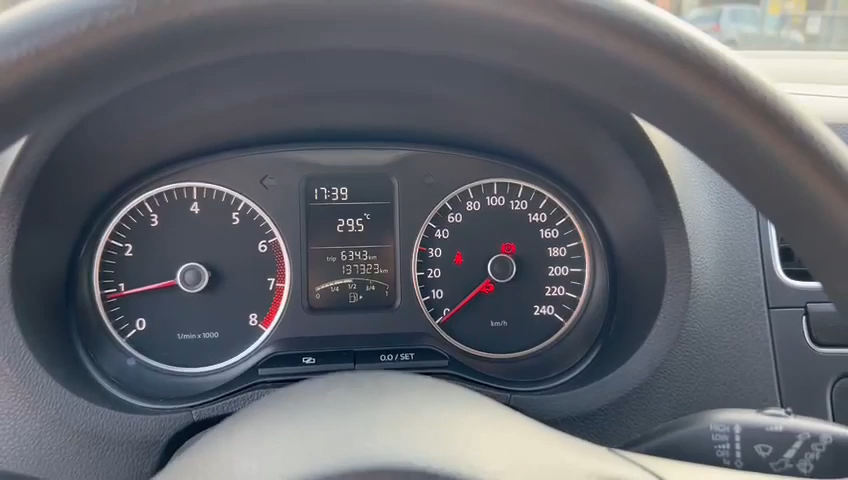 17:39
29.5°C
trip 634.3 km
137323 km
0 1/4 1/2 3/4 1
0 1 2 3 4 5 6 7 8
1/min x 1000
0 10 20 30 40 60 80 100 120 140 160 180 200 220 240
km/h
0.0 / SET
HIGH
LOW